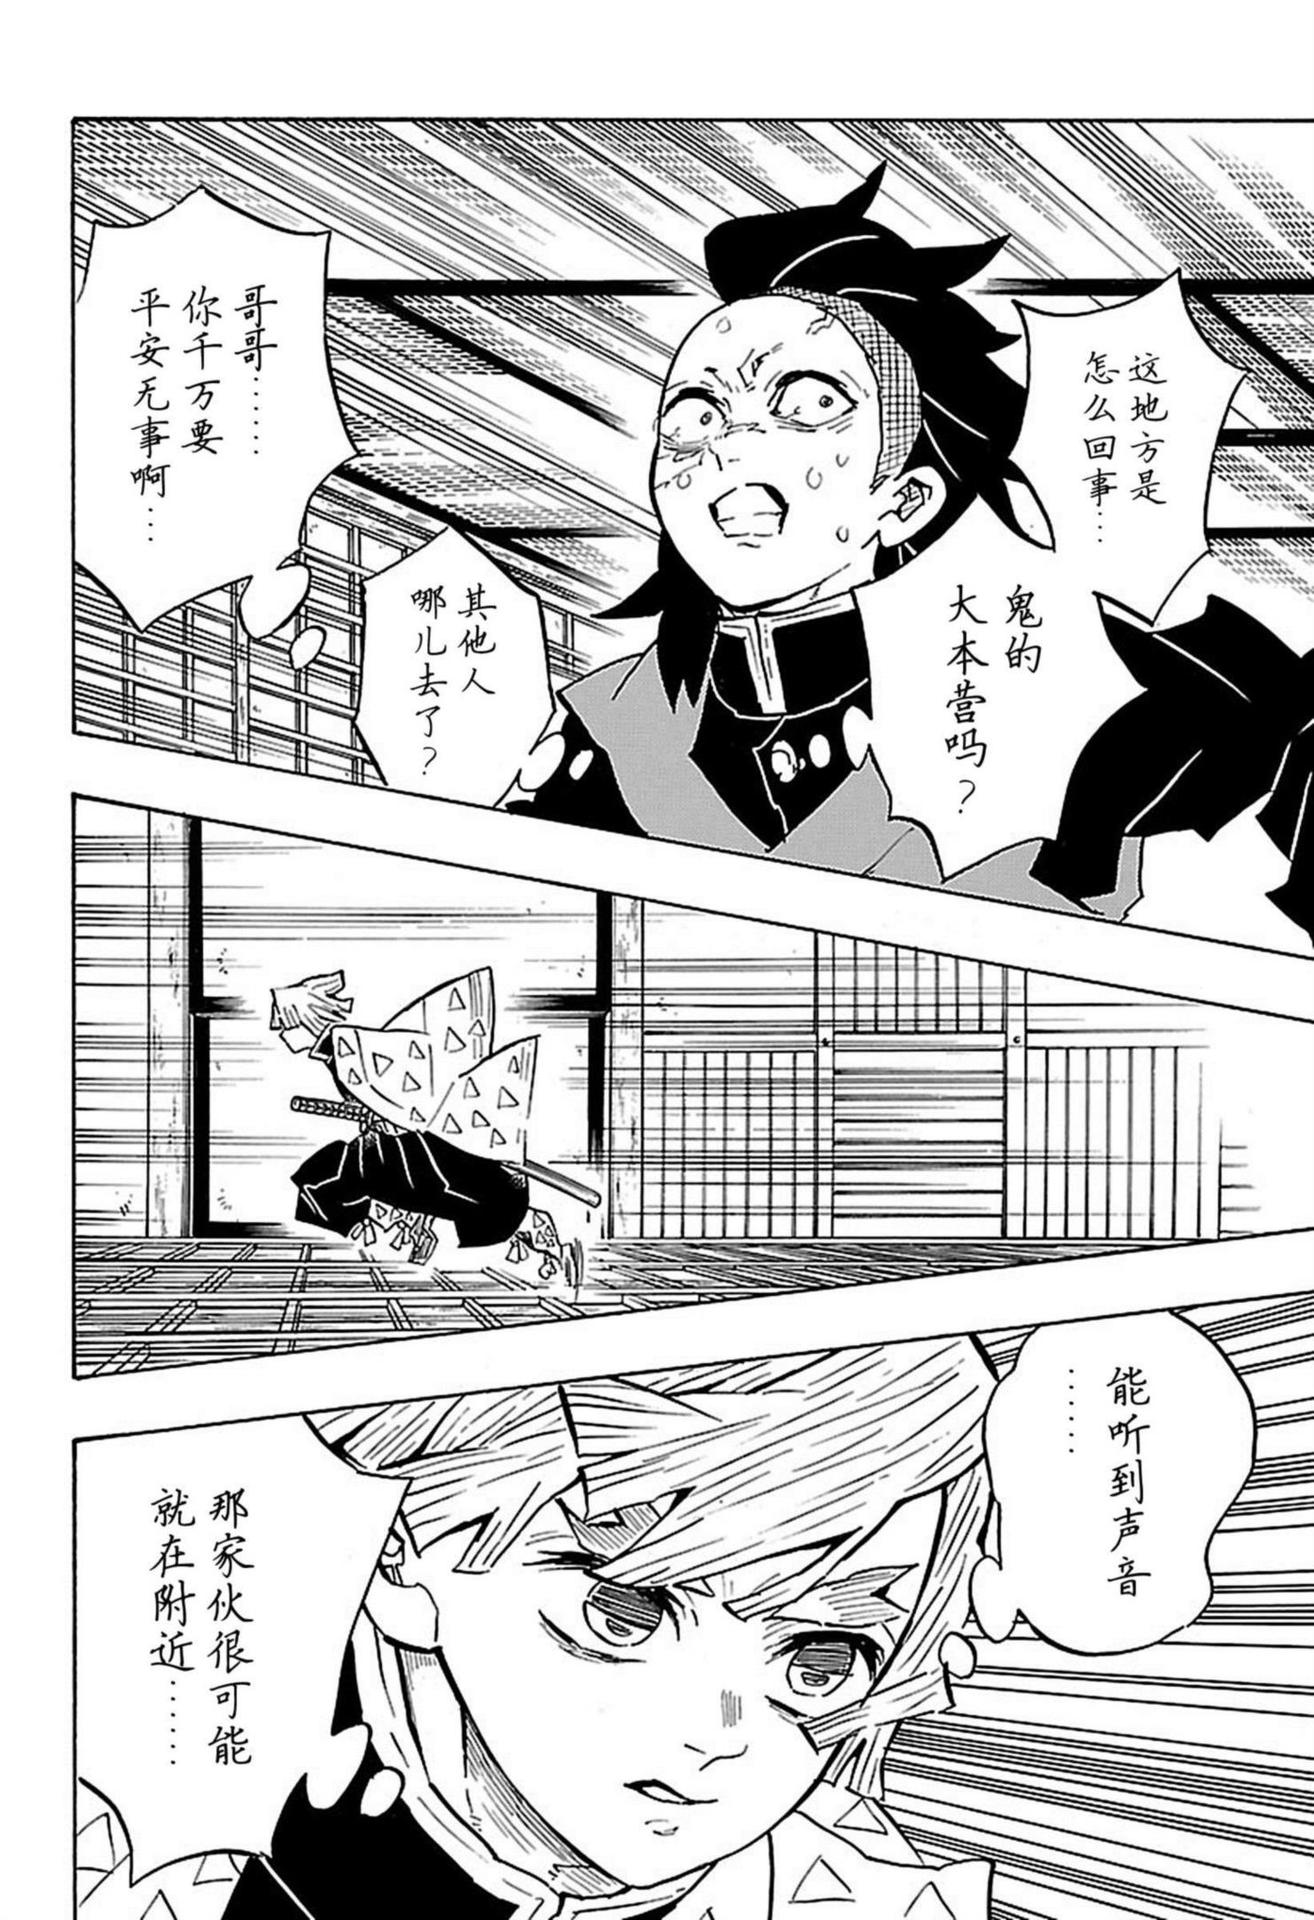 这地方是
怎么回事…
鬼的
大本营吗？
其他人
哪儿去了？
哥哥……
你千万要
平安无事啊…
能听到声音
……
那家伙很可能
就在附近……